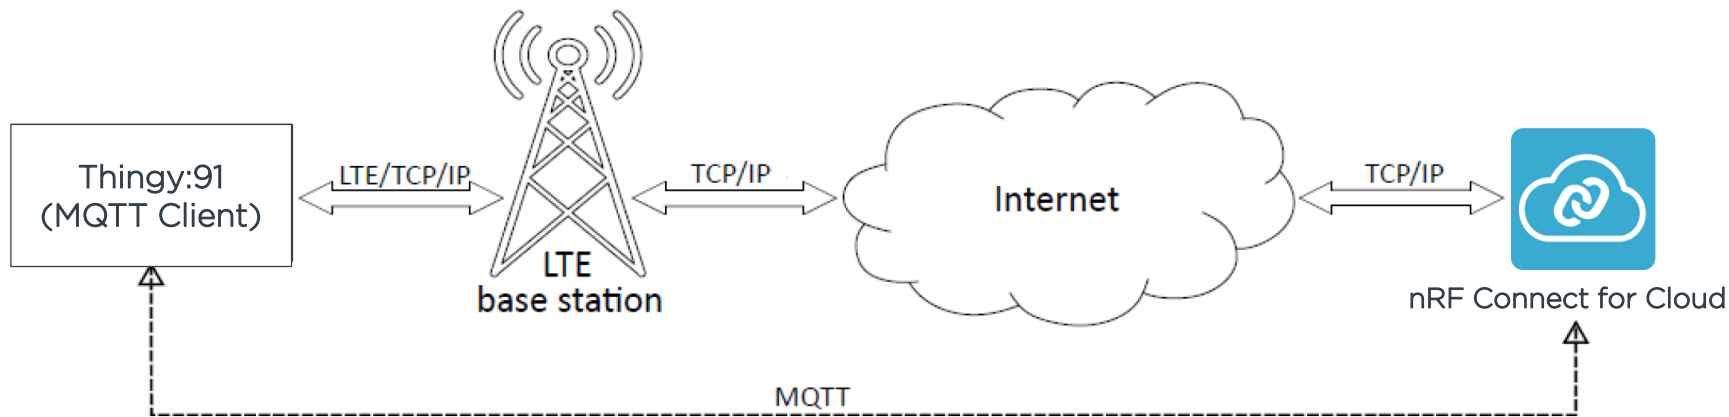 Thingy:91
(MQTT Client)
LTE/TCP/IP
LTE
base station
TCP/IP
Internet
TCP/IP
nRF Connect for Cloud
MQTT